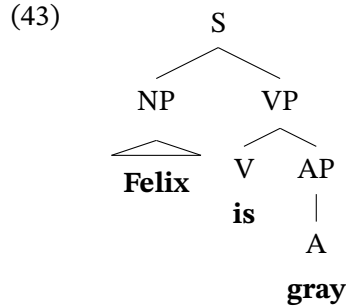 (43)
S
NP VP
Felix V AP
is
A
gray